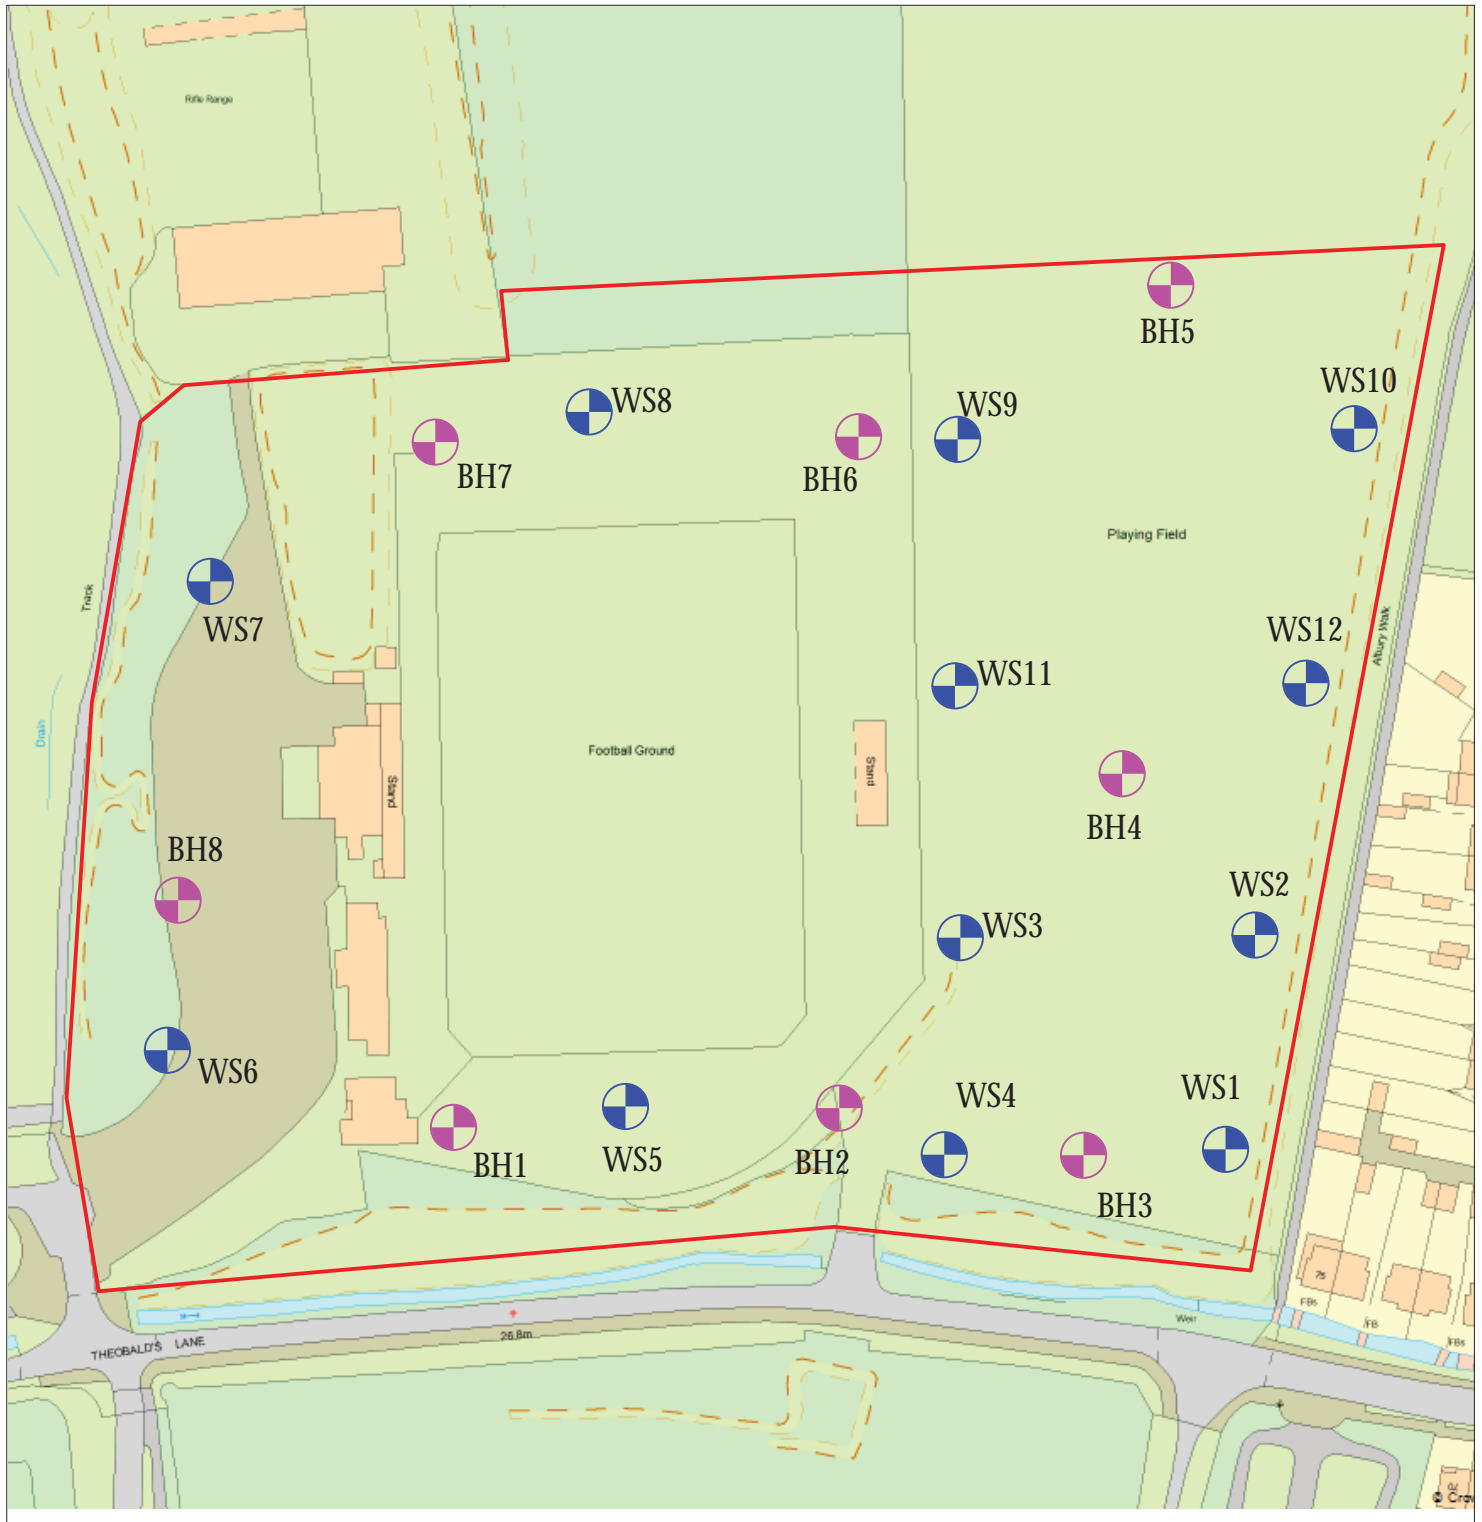 Rifle Range
BH5
WS8
WS9
WS10
BH7
BH6
Playing Field
Track
WS7
WS12
Albury Walk
WS11
Drain
Football Ground
Stand
Stand
BH4
BH8
WS2
WS3
WS6
WS4
WS1
BH1
WS5
BH2
BH3
75
FBs
Weir
FB
FBs
THEOBALD'S LANE
26.8m